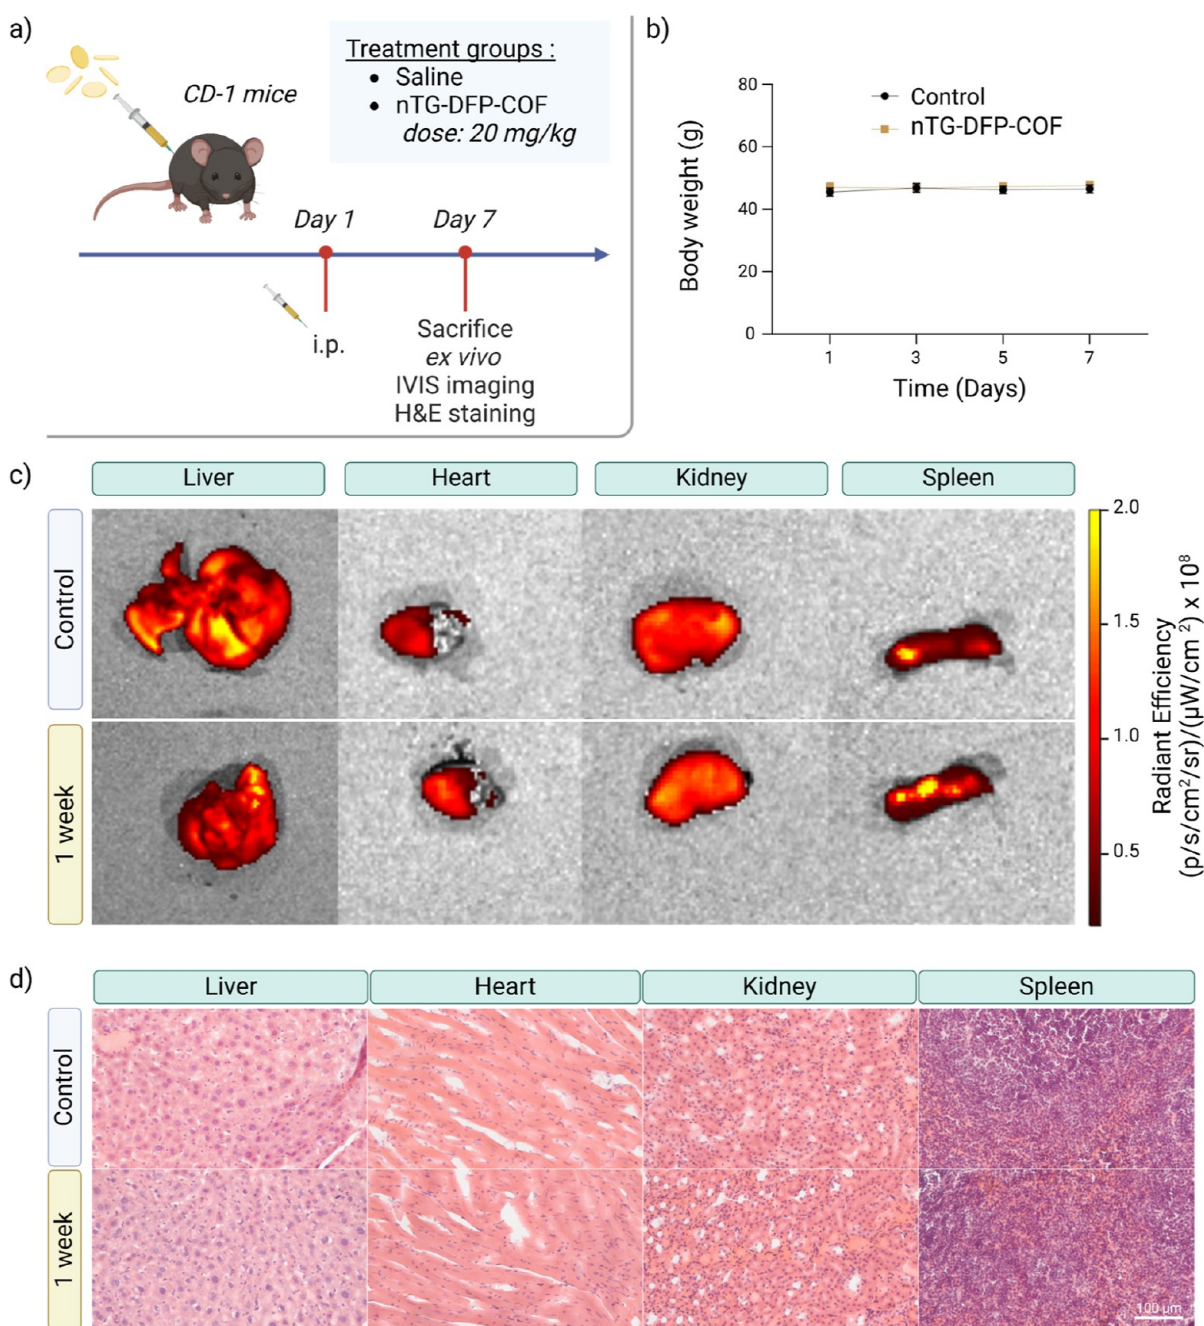 a)
CD-1 mice
Treatment groups :
• Saline
• nTG-DFP-COF
dose: 20 mg/kg
Day 1
Day 7
i.p.
Sacrifice
ex vivo
IVIS imaging
H&E staining
b)
Control
nTG-DFP-COF
Body weight (g)
80
60
40
20
0
1 3 5 7
Time (Days)
c)
Liver Heart Kidney Spleen
Control
1 week
2.0
1.5
1.0
0.5
Radiant Efficiency
(p/s/cm²/sr)/(μW/cm²) x 10⁸
d)
Liver Heart Kidney Spleen
Control
1 week
100 μm